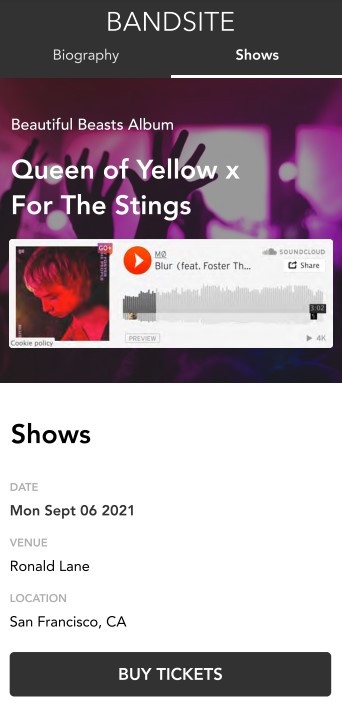 BANDSITE
Biography
Shows
Beautiful Beasts Album
Queen of Yellow x
For The Stings
MØ
SOUNDCLOUD
Blur (feat. Foster Th...
Share
3:02
Cookie policy
PREVIEW
4K
Shows
DATE
Mon Sept 06 2021
VENUE
Ronald Lane
LOCATION
San Francisco, CA
BUY TICKETS